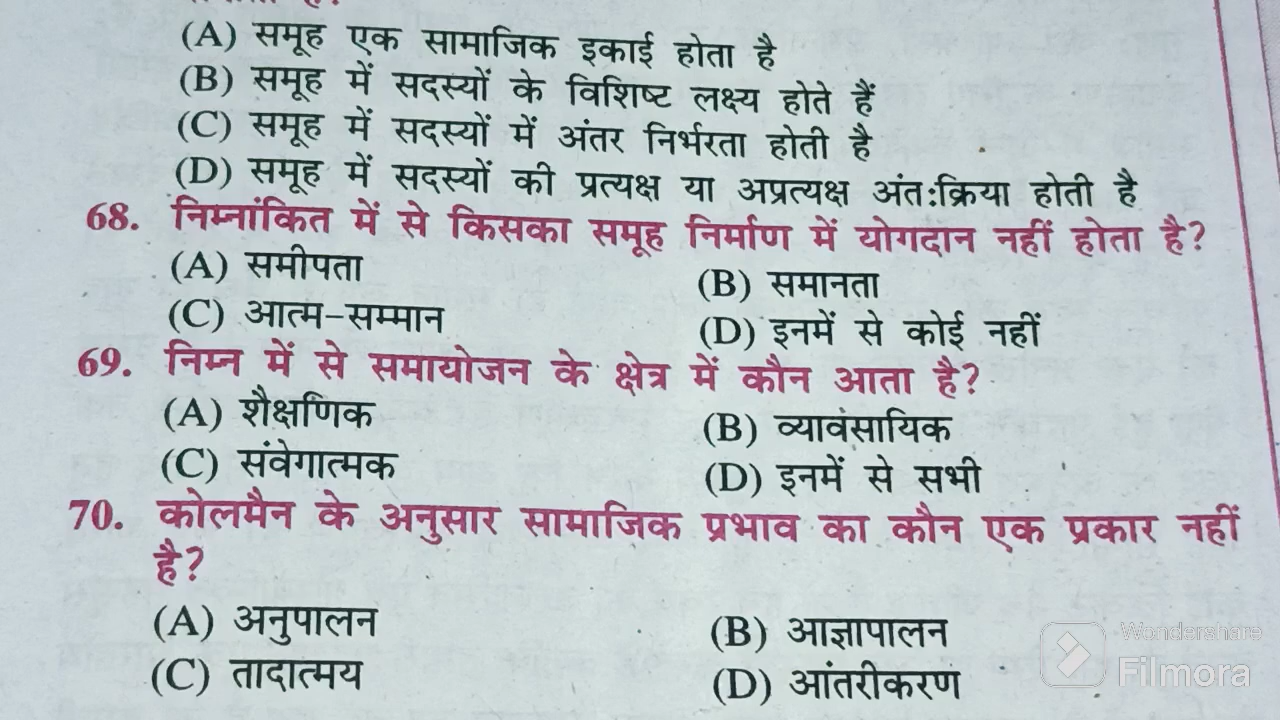 (A) समूह एक सामाजिक इकाई होता है
(B) समूह में सदस्यों के विशिष्ट लक्ष्य होते हैं
(C) समूह में सदस्यों में अंतर निर्भरता होती है
(D) समूह में सदस्यों की प्रत्यक्ष या अप्रत्यक्ष अंत:क्रिया होती है
68. निम्नांकित में से किसका समूह निर्माण में योगदान नहीं होता है?
(A) समीपता (B) समानता
(C) आत्म-सम्मान (D) इनमें से कोई नहीं
69. निम्न में से समायोजन के क्षेत्र में कौन आता है?
(A) शैक्षणिक (B) व्यावंसायिक
(C) संवेगात्मक (D) इनमें से सभी
70. कोलमैन के अनुसार सामाजिक प्रभाव का कौन एक प्रकार नहीं
है?
(A) अनुपालन (B) आज्ञापालन
(C) तादात्मय (D) आंतरीकरण
Wondershare
Filmora